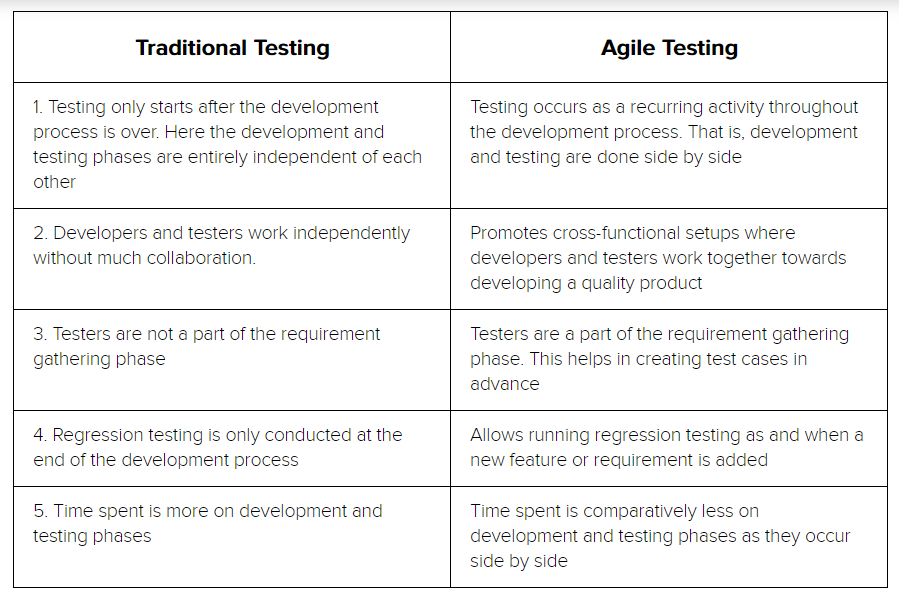 Traditional Testing
Agile Testing
1. Testing only starts after the development
process is over. Here the development and
testing phases are entirely independent of each
other
Testing occurs as a recurring activity throughout
the development process. That is, development
and testing are done side by side
2. Developers and testers work independently
without much collaboration.
Promotes cross-functional setups where
developers and testers work together towards
developing a quality product
3. Testers are not a part of the requirement
gathering phase
Testers are a part of the requirement gathering
phase. This helps in creating test cases in
advance
4. Regression testing is only conducted at the
end of the development process
Allows running regression testing as and when a
new feature or requirement is added
5. Time spent is more on development and
testing phases
Time spent is comparatively less on
development and testing phases as they occur
side by side